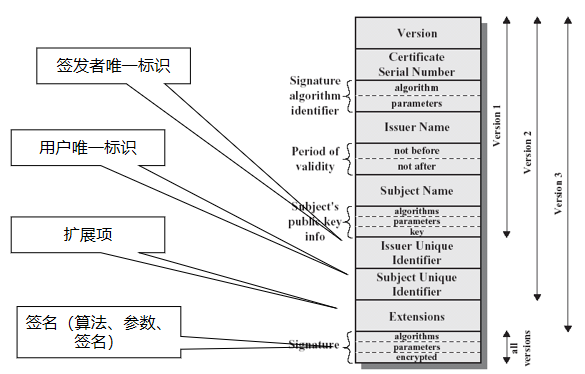 签发者唯一标识
用户唯一标识
扩展项
签名（算法、参数、
签名）
Signature
algorithm
identifier
Period of
validity
Subject's
public key
info
Signature
Version
Certificate
Serial Number
algorithm
parameters
Issuer Name
not before
not after
Subject Name
algorithms
parameters
key
Issuer Unique
Identifier
Subject Unique
Identifier
Extensions
algorithms
parameters
encrypted
Version 1
Version 2
Version 3
all
versions